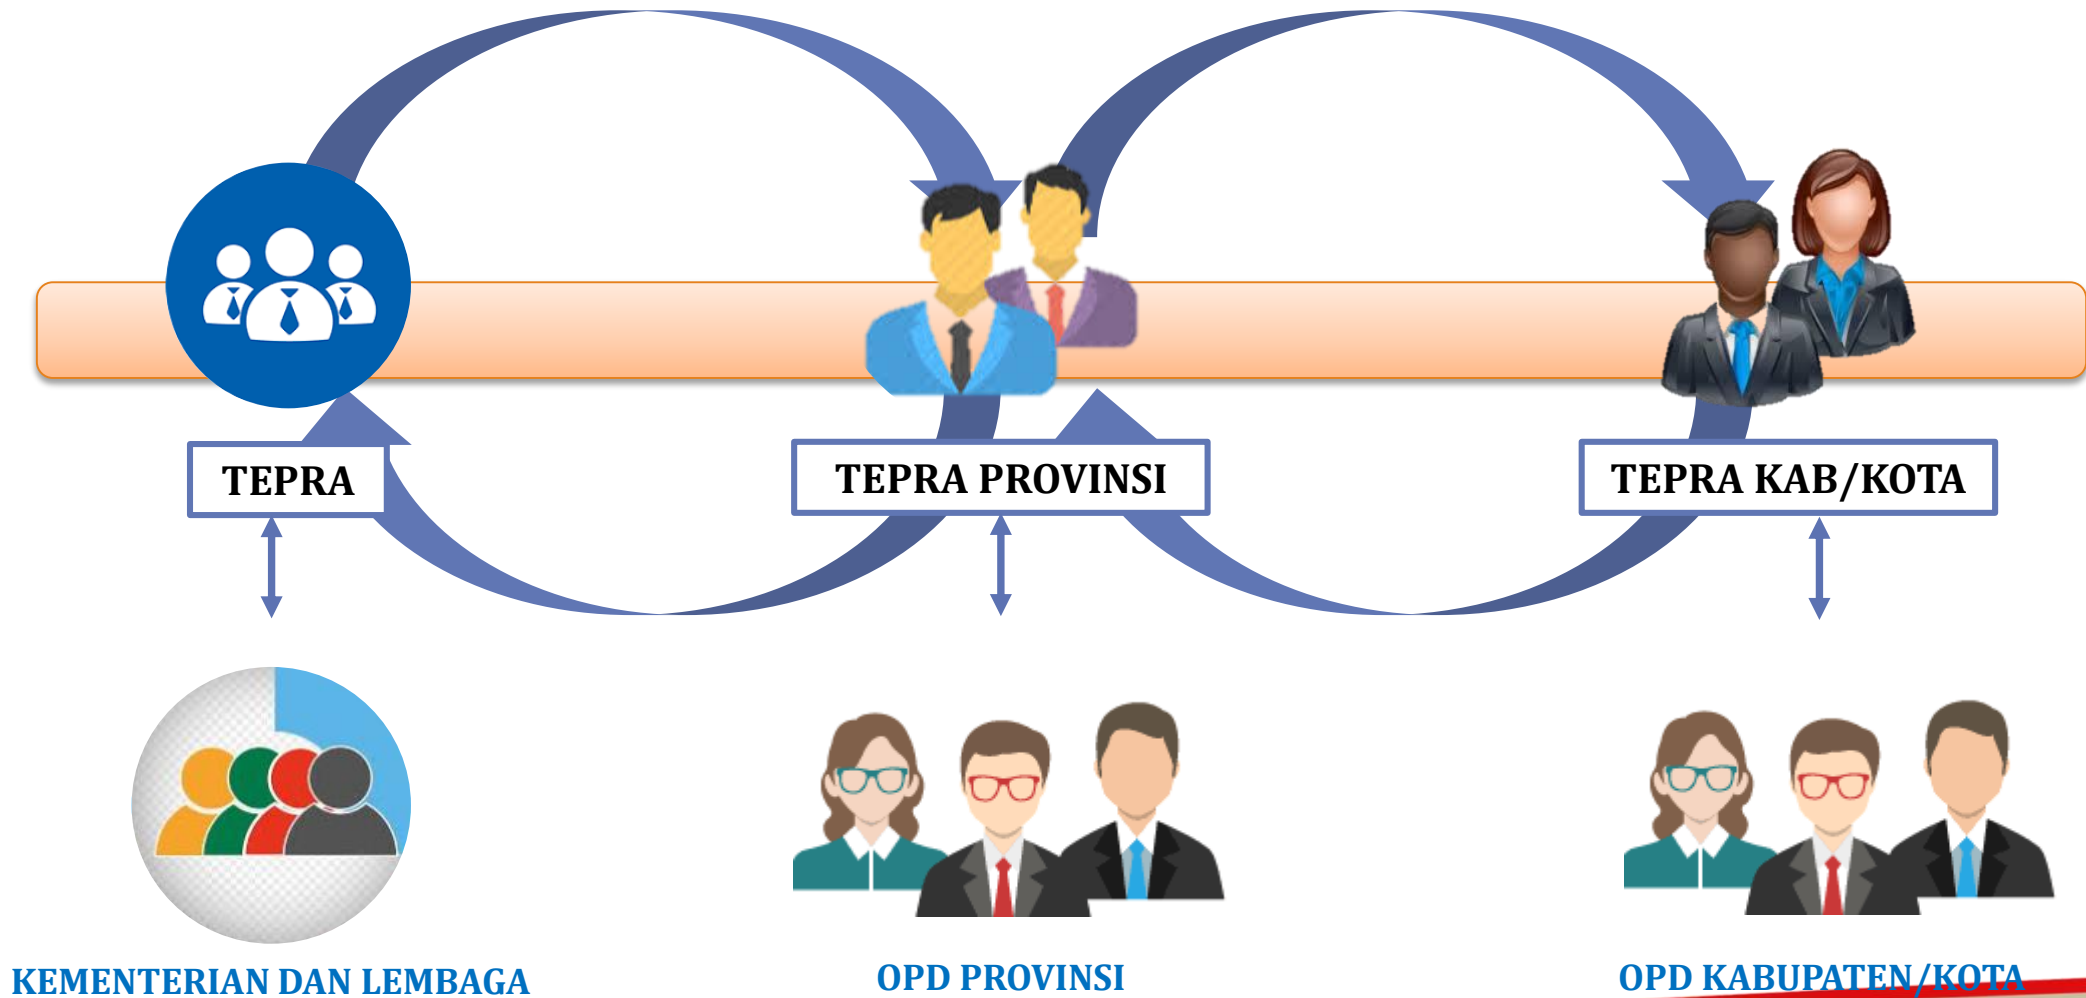 TEPRA
TEPRA PROVINSI
TEPRA KAB/KOTA
KEMENTERIAN DAN LEMBAGA
OPD PROVINSI
OPD KABUPATEN/KOTA